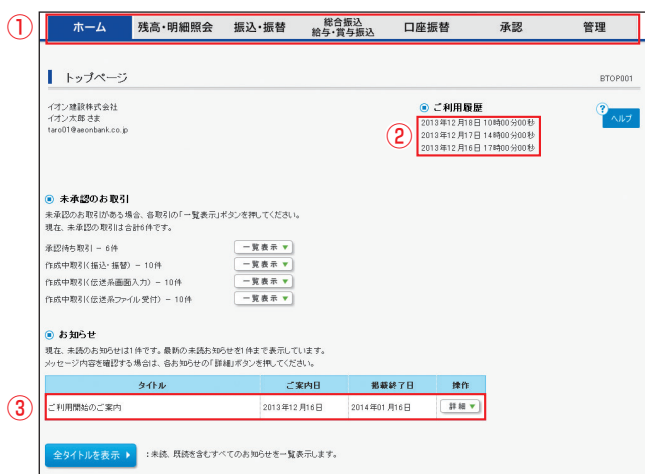 ①
ホーム 残高・明細照会 振込・振替 総合振込 給与・賞与振込 口座振替 承認 管理
トップページ
BTOP001
イオン建設株式会社
イオン太郎 さま
taro01@aeonbank.co.jp
ご利用履歴
②
2013年12月18日 10時00分00秒
2013年12月17日 14時00分00秒
2013年12月16日 17時00分00秒
?
ヘルプ
未承認のお取引
未承認のお取引がある場合、各取引の「一覧表示」ボタンを押してください。
現在、未承認の取引は合計6件です。
承認待ち取引 － 6件 一覧表示 ▼
作成中取引(振込・振替) － 10件 一覧表示 ▼
作成中取引(伝送系画面入力) － 10件 一覧表示 ▼
作成中取引(伝送系ファイル受付) － 10件 一覧表示 ▼
お知らせ
現在、未読のお知らせは1件です。最新の未読お知らせを1件まで表示しています。
メッセージ内容を確認する場合は、各お知らせの「詳細」ボタンを押してください。
タイトル ご案内日 掲載終了日 操作
③
ご利用開始のご案内 2013年12月16日 2014年01月16日 詳細 ▼
全タイトルを表示 ▶ ：未読、既読を含むすべてのお知らせを一覧表示します。